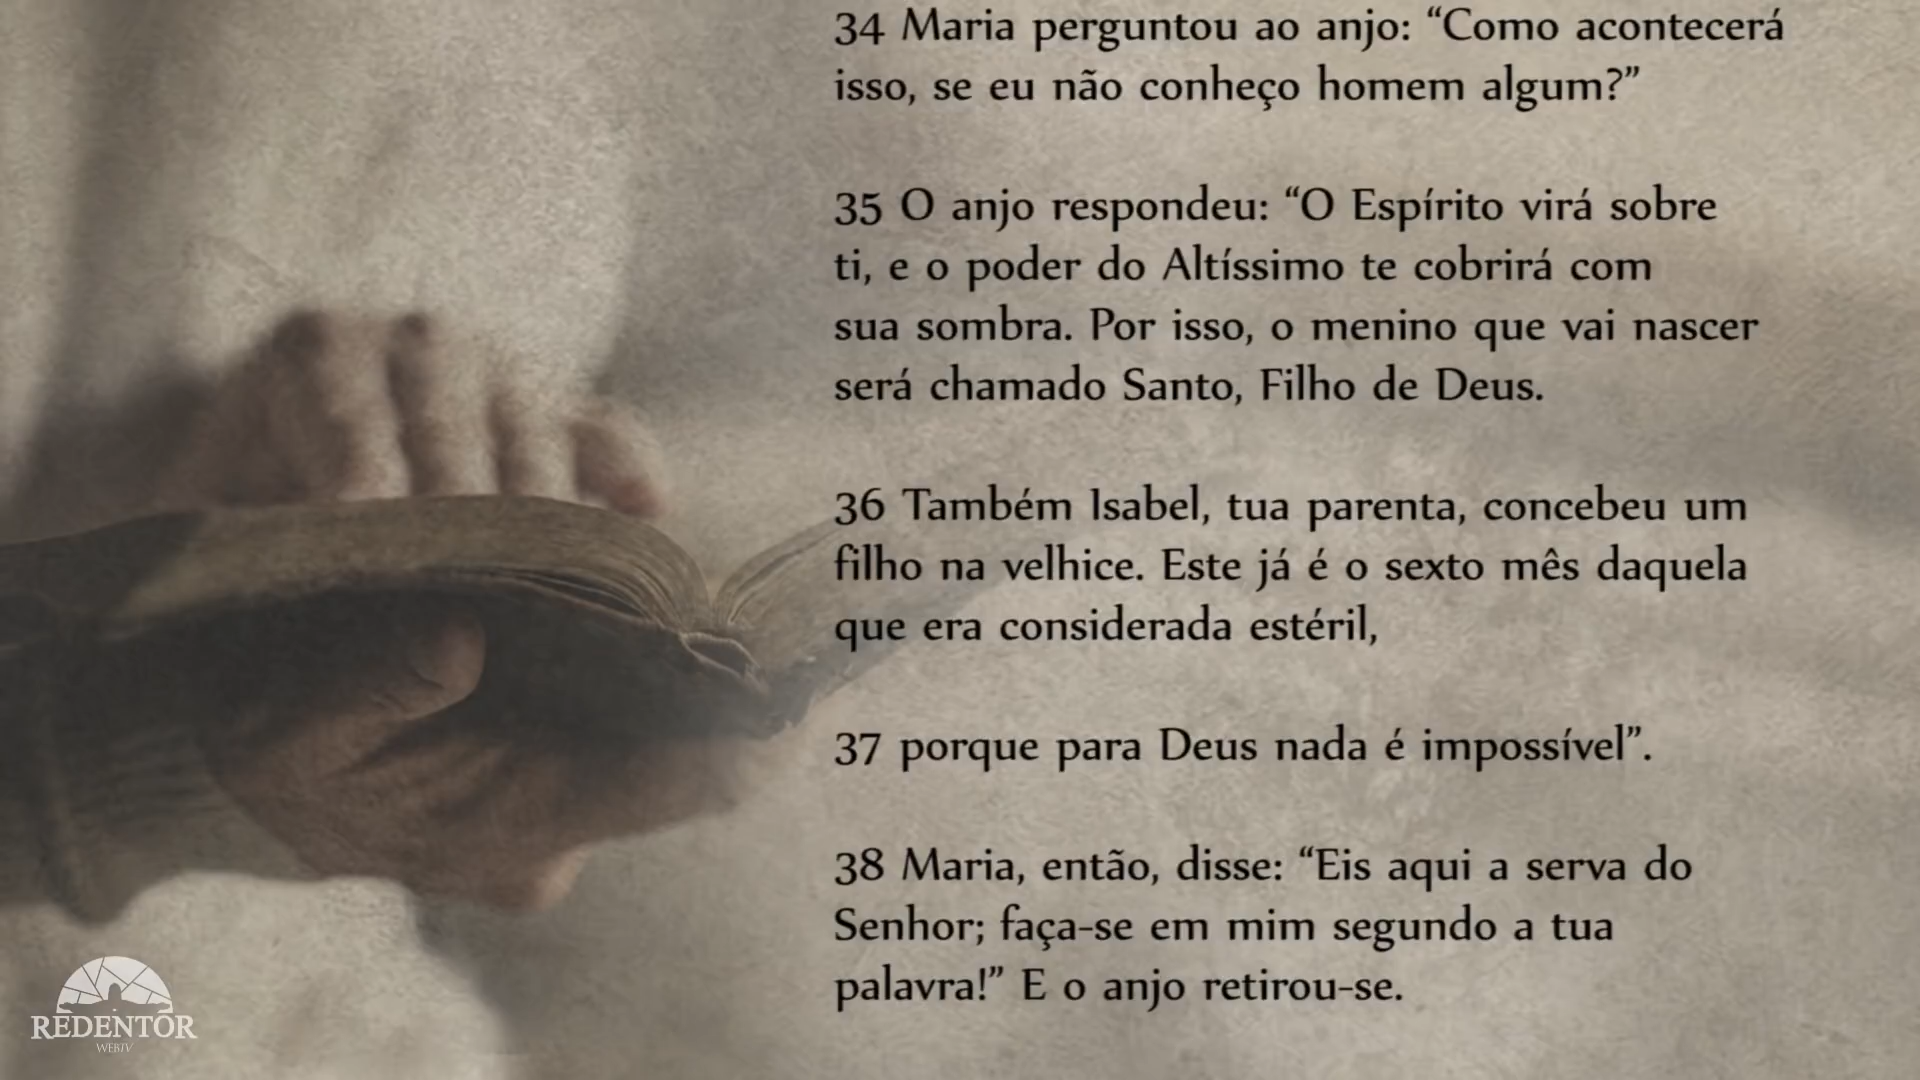 34 Maria perguntou ao anjo: “Como acontecerá
isso, se eu não conheço homem algum?”
35 O anjo respondeu: “O Espírito virá sobre
ti, e o poder do Altíssimo te cobrirá com
sua sombra. Por isso, o menino que vai nascer
será chamado Santo, Filho de Deus.
36 Também Isabel, tua parenta, concebeu um
filho na velhice. Este já é o sexto mês daquela
que era considerada estéril,
37 porque para Deus nada é impossível”.
38 Maria, então, disse: “Eis aqui a serva do
Senhor; faça-se em mim segundo a tua
palavra!” E o anjo retirou-se.
REDENTOR
WEBTV